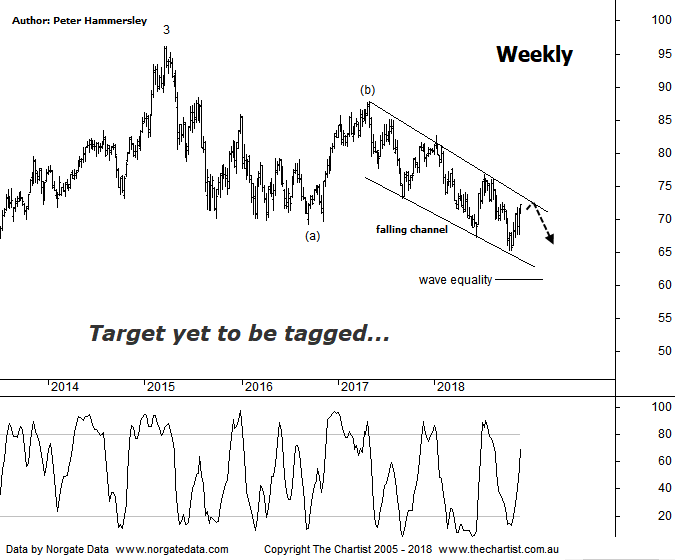 Author: Peter Hammersley
Weekly
3
(b)
(a)
falling channel
wave equality
Target yet to be tagged...
100
95
90
85
80
75
70
65
60
55
50
2014
2015
2016
2017
2018
100
80
60
40
20
Data by Norgate Data www.norgatedata.com
Copyright The Chartist 2005 - 2018 www.thechartist.com.au